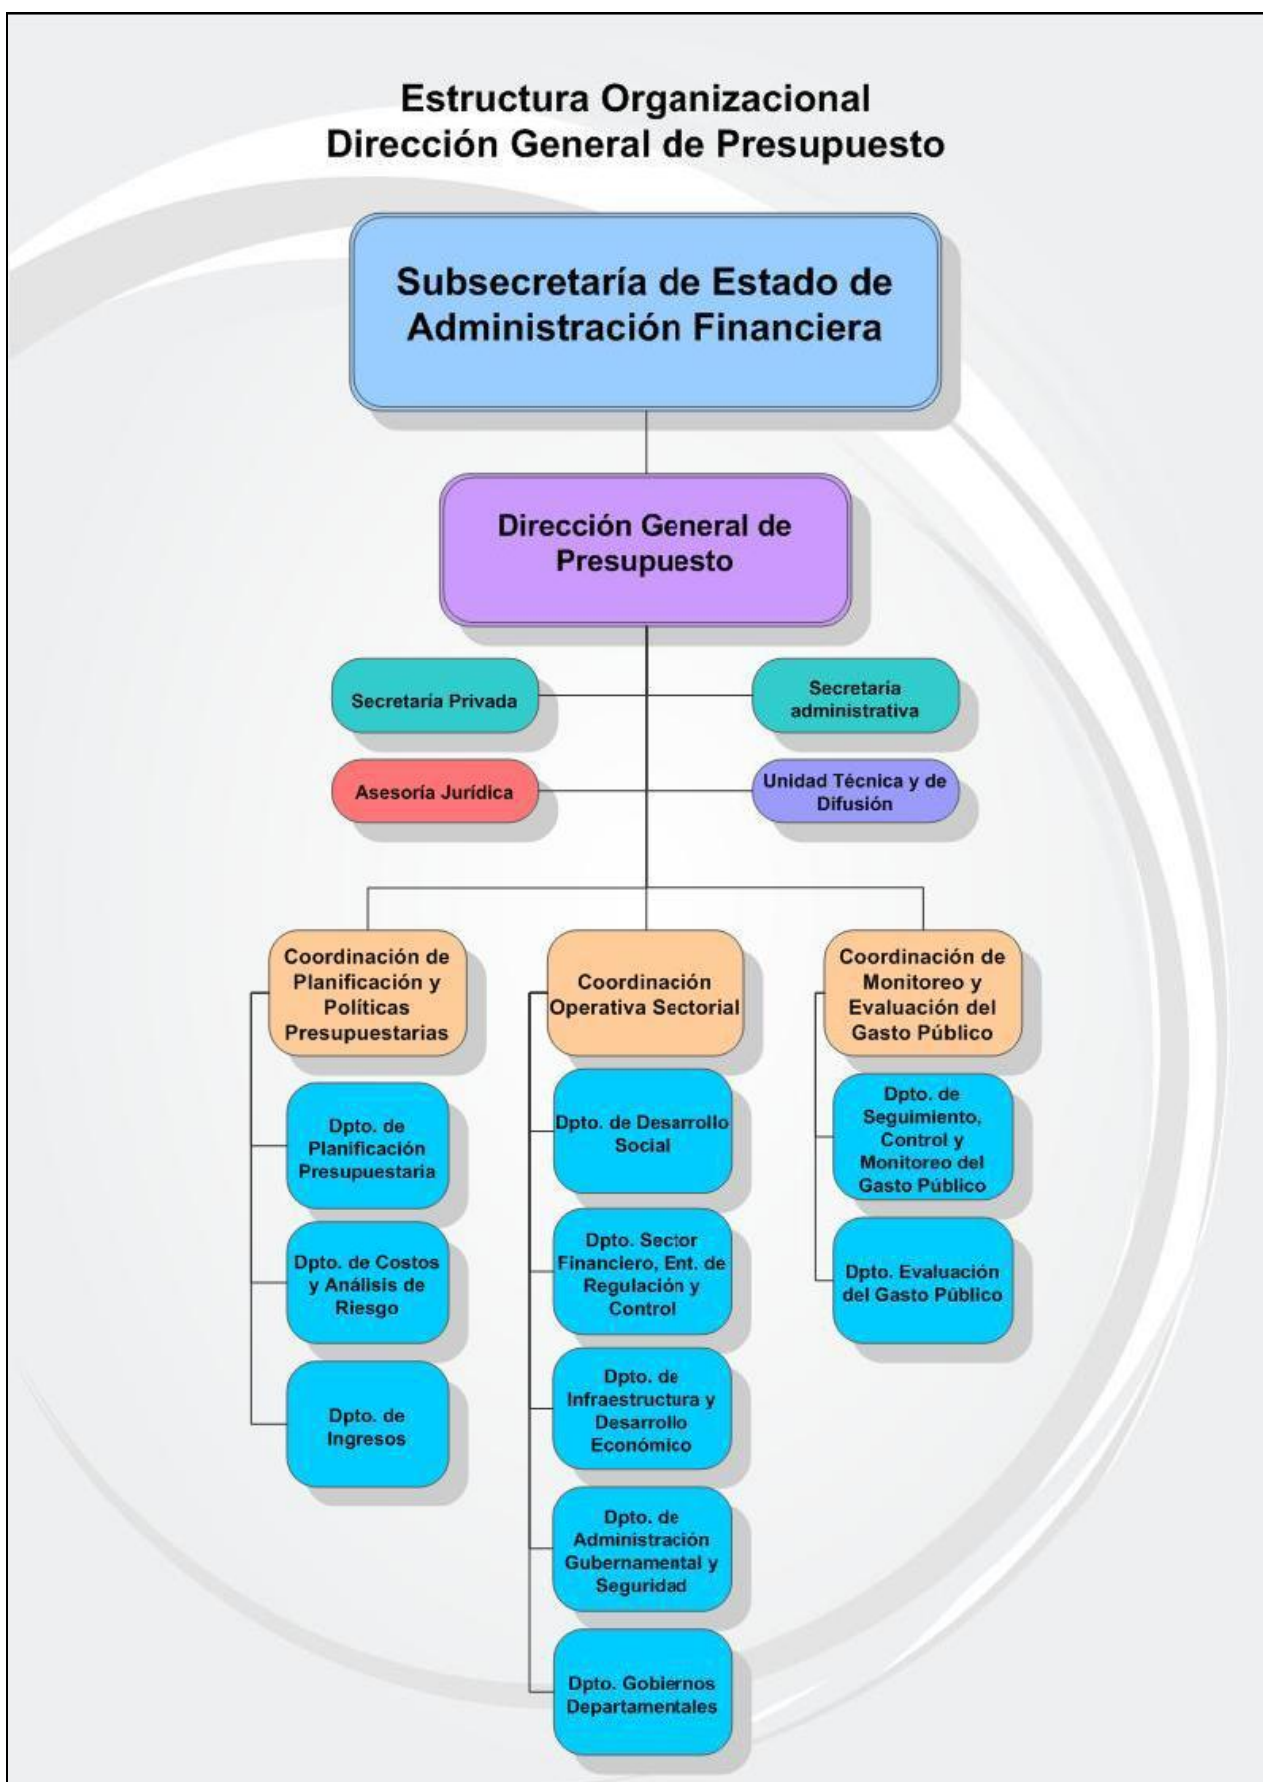 Estructura Organizacional
Dirección General de Presupuesto
Subsecretaría de Estado de
Administración Financiera
Dirección General de
Presupuesto
Secretaría Privada
Secretaría
administrativa
Asesoría Jurídica
Unidad Técnica y de
Difusión
Coordinación de
Planificación y
Políticas
Presupuestarias
Coordinación
Operativa Sectorial
Coordinación de
Monitoreo y
Evaluación del
Gasto Público
Dpto. de
Planificación
Presupuestaria
Dpto. de Costos
y Análisis de
Riesgo
Dpto. de
Ingresos
Dpto. de Desarrollo
Social
Dpto. Sector
Financiero, Ent. de
Regulación y
Control
Dpto. de
Infraestructura y
Desarrollo
Económico
Dpto. de
Administración
Gubernamental y
Seguridad
Dpto. Gobiernos
Departamentales
Dpto. de
Seguimiento,
Control y
Monitoreo del
Gasto Público
Dpto. Evaluación
del Gasto Público